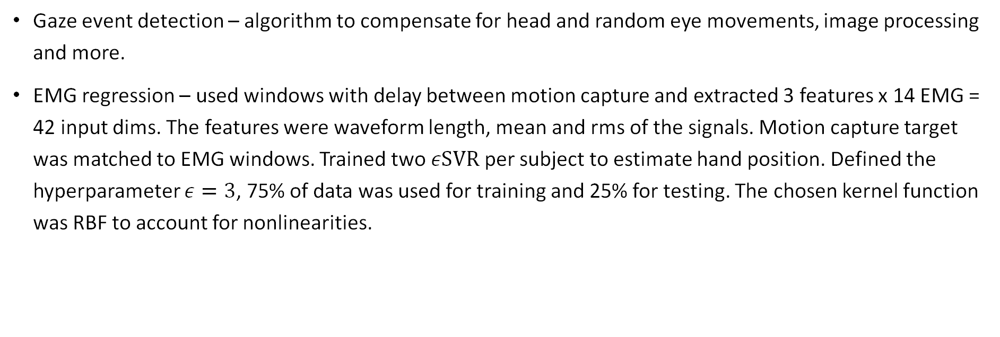 • Gaze event detection – algorithm to compensate for head and random eye movements, image processing
and more.
• EMG regression – used windows with delay between motion capture and extracted 3 features x 14 EMG =
42 input dims. The features were waveform length, mean and rms of the signals. Motion capture target
was matched to EMG windows. Trained two ϵSVR per subject to estimate hand position. Defined the
hyperparameter ϵ = 3, 75% of data was used for training and 25% for testing. The chosen kernel function
was RBF to account for nonlinearities.